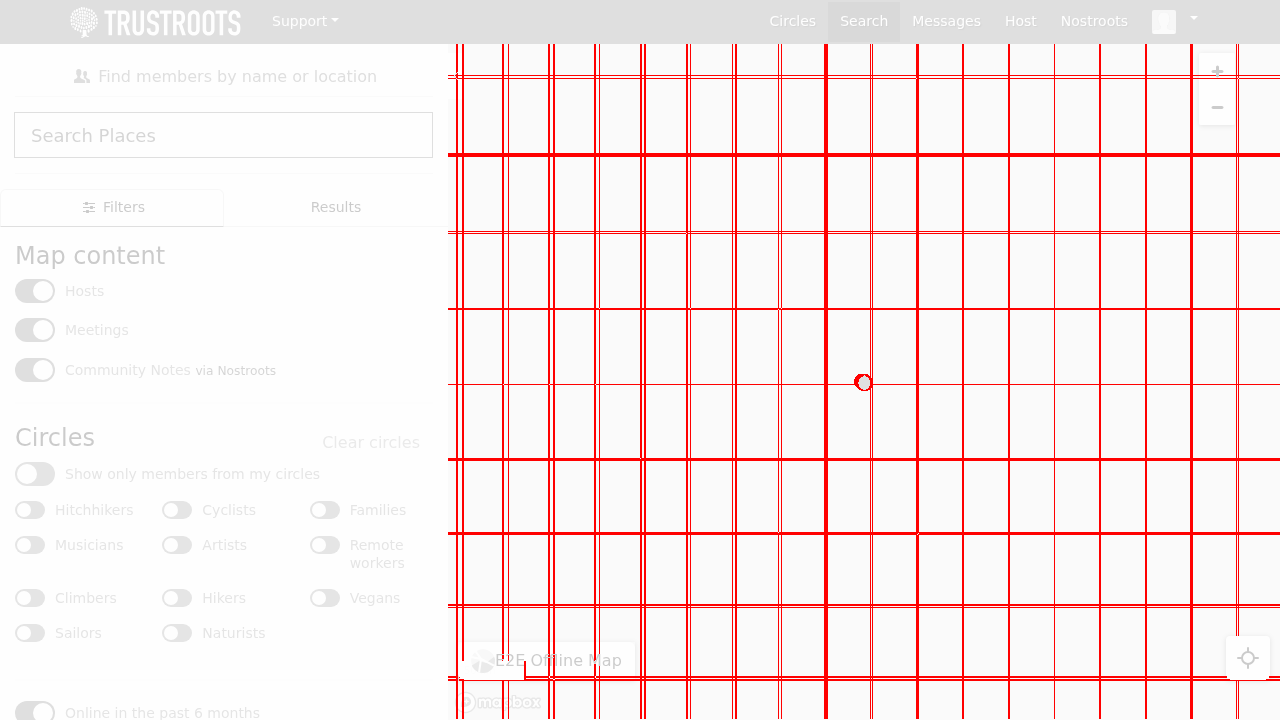 TRUSTROOTS
Support
Circles
Search
Messages
Host
Nostroots
Find members by name or location
Search Places
Filters
Results
Map content
Hosts
Meetings
Community Notes via Nostroots
Circles
Clear circles
Show only members from my circles
Hitchhikers
Cyclists
Families
Musicians
Artists
Remote
workers
Climbers
Hikers
Vegans
Sailors
Naturists
Online in the past 6 months
E2E Offline Map
mapbox